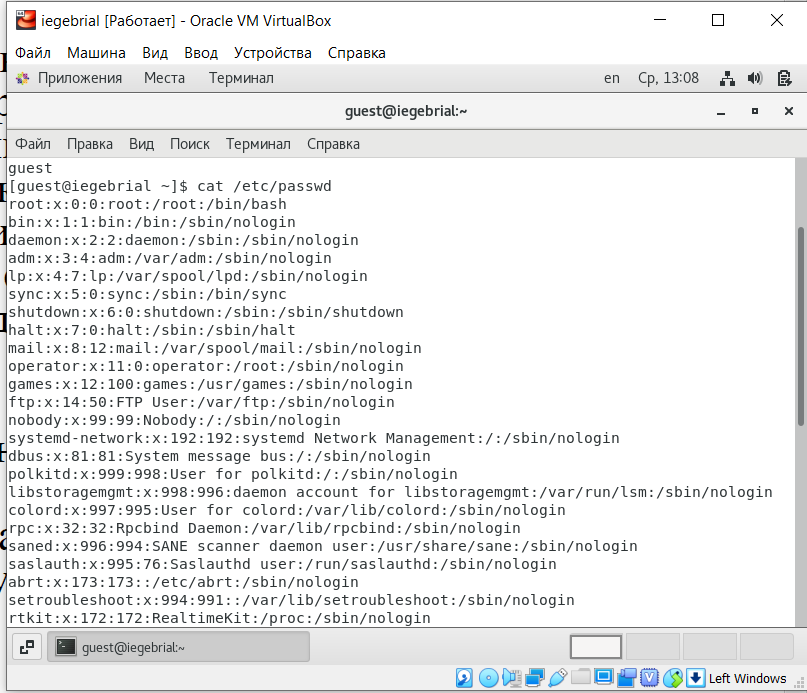 iegebrial [Работает] - Oracle VM VirtualBox
Файл Машина Вид Ввод Устройства Справка
Приложения Места Терминал en Ср, 13:08
guest@iegebrial:~
Файл Правка Вид Поиск Терминал Справка
guest
[guest@iegebrial ~]$ cat /etc/passwd
root:x:0:0:root:/root:/bin/bash
bin:x:1:1:bin:/bin:/sbin/nologin
daemon:x:2:2:daemon:/sbin:/sbin/nologin
adm:x:3:4:adm:/var/adm:/sbin/nologin
lp:x:4:7:lp:/var/spool/lpd:/sbin/nologin
sync:x:5:0:sync:/sbin:/bin/sync
shutdown:x:6:0:shutdown:/sbin:/sbin/shutdown
halt:x:7:0:halt:/sbin:/sbin/halt
mail:x:8:12:mail:/var/spool/mail:/sbin/nologin
operator:x:11:0:operator:/root:/sbin/nologin
games:x:12:100:games:/usr/games:/sbin/nologin
ftp:x:14:50:FTP User:/var/ftp:/sbin/nologin
nobody:x:99:99:Nobody:/:/sbin/nologin
systemd-network:x:192:192:systemd Network Management:/:/sbin/nologin
dbus:x:81:81:System message bus:/:/sbin/nologin
polkitd:x:999:998:User for polkitd:/:/sbin/nologin
libstoragemgmt:x:998:996:daemon account for libstoragemgmt:/var/run/lsm:/sbin/nologin
colord:x:997:995:User for colord:/var/lib/colord:/sbin/nologin
rpc:x:32:32:Rpcbind Daemon:/var/lib/rpcbind:/sbin/nologin
saned:x:996:994:SANE scanner daemon user:/usr/share/sane:/sbin/nologin
saslauth:x:995:76:Saslauthd user:/run/saslauthd:/sbin/nologin
abrt:x:173:173::/etc/abrt:/sbin/nologin
setroubleshoot:x:994:991::/var/lib/setroubleshoot:/sbin/nologin
rtkit:x:172:172:RealtimeKit:/proc:/sbin/nologin
guest@iegebrial:~
Left Windows